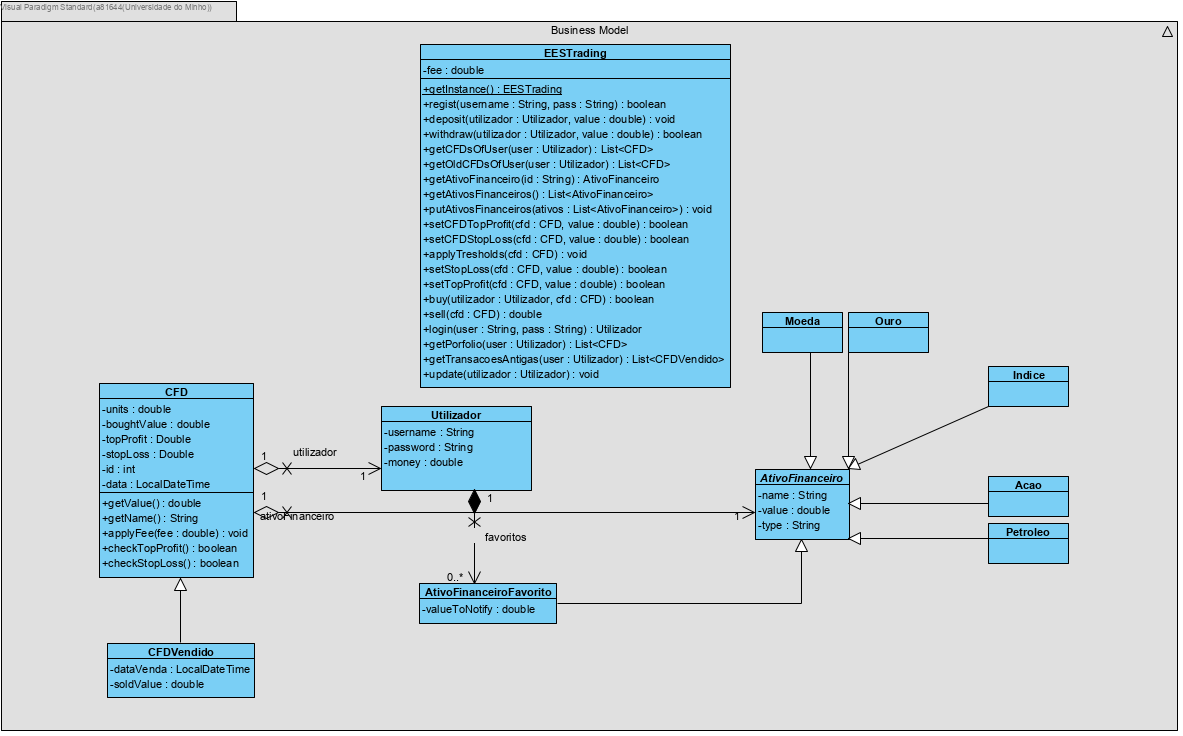 Visual Paradigm Standard(a81644(Universidade do Minho))
Business Model
EESTrading
-fee : double
+getInstance() : EESTrading
+regist(username : String, pass : String) : boolean
+deposit(utilizador : Utilizador, value : double) : void
+withdraw(utilizador : Utilizador, value : double) : boolean
+getCFDsOfUser(user : Utilizador) : List<CFD>
+getOldCFDsOfUser(user : Utilizador) : List<CFD>
+getAtivoFinanceiro(id : String) : AtivoFinanceiro
+getAtivosFinanceiros() : List<AtivoFinanceiro>
+putAtivosFinanceiros(ativos : List<AtivoFinanceiro>) : void
+setCFDTopProfit(cfd : CFD, value : double) : boolean
+setCFDStopLoss(cfd : CFD, value : double) : boolean
+applyTresholds(cfd : CFD) : void
+setStopLoss(cfd : CFD, value : double) : boolean
+setTopProfit(cfd : CFD, value : double) : boolean
+buy(utilizador : Utilizador, cfd : CFD) : boolean
+sell(cfd : CFD) : double
+login(user : String, pass : String) : Utilizador
+getPorfolio(user : Utilizador) : List<CFD>
+getTransacoesAntigas(user : Utilizador) : List<CFDVendido>
+update(utilizador : Utilizador) : void
Moeda
Ouro
Indice
CFD
-units : double
-boughtValue : double
-topProfit : Double
-stopLoss : Double
-id : int
-data : LocalDateTime
+getValue() : double
+getName() : String
+applyFee(fee : double) : void
+checkTopProfit() : boolean
+checkStopLoss() : boolean
1
utilizador
1
1
ativoFinanceiro
1
Utilizador
-username : String
-password : String
-money : double
1
favoritos
0..*
AtivoFinanceiro
-name : String
-value : double
-type : String
Acao
Petroleo
AtivoFinanceiroFavorito
-valueToNotify : double
CFDVendido
-dataVenda : LocalDateTime
-soldValue : double